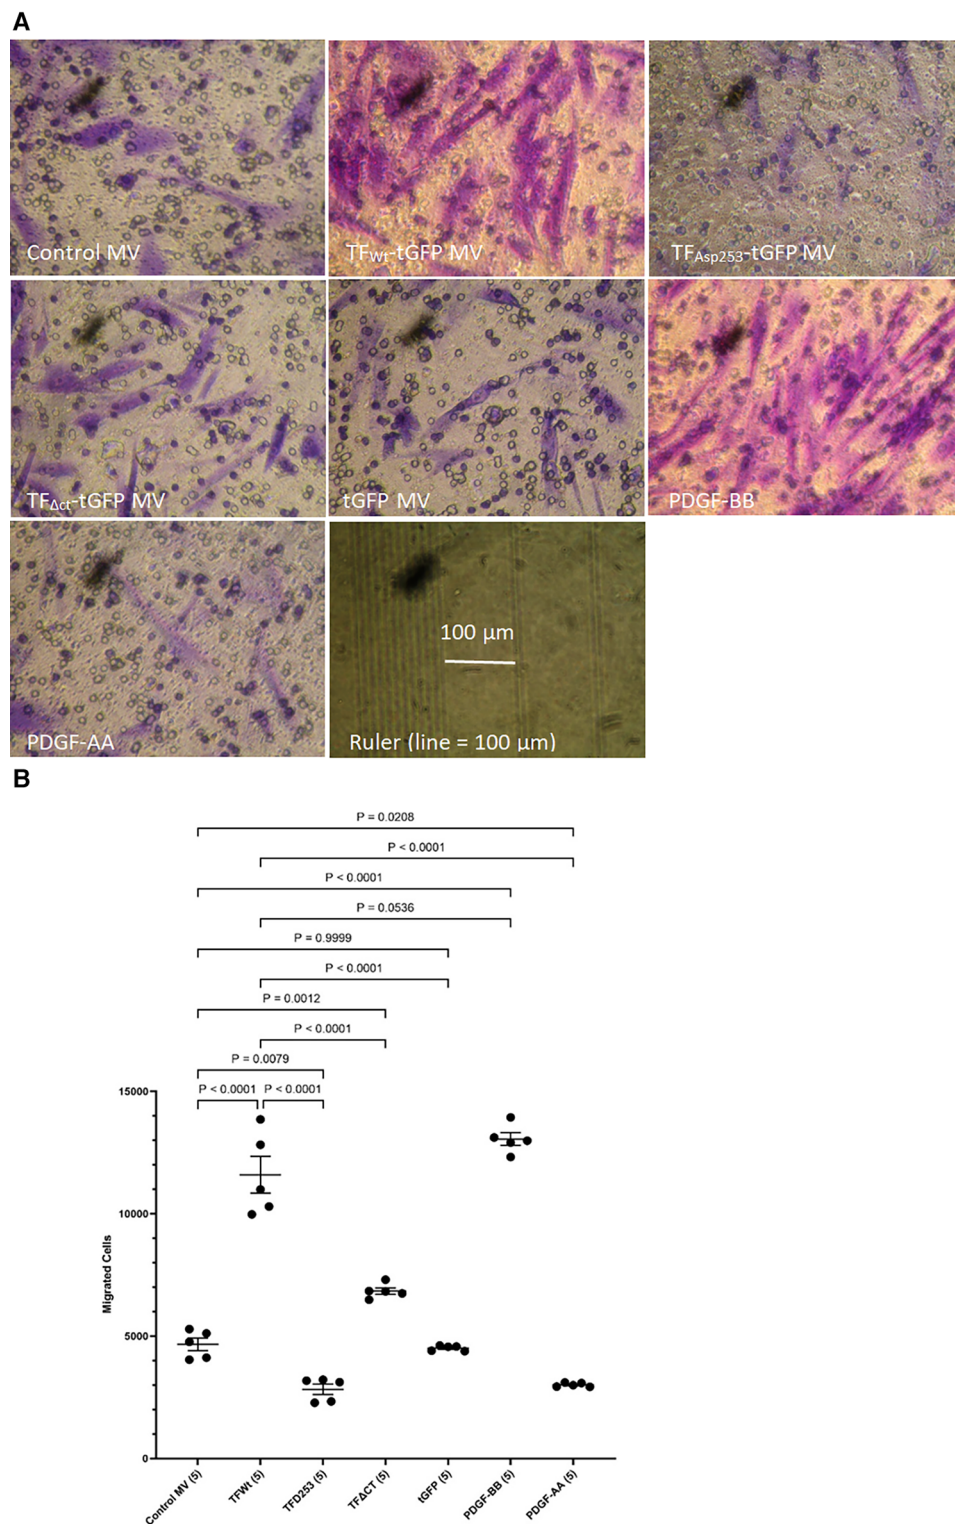 A
Control MV
TFWt-tGFP MV
TFAsp253-tGFP MV
TFΔct-tGFP MV
tGFP MV
PDGF-BB
PDGF-AA
100 μm
Ruler (line = 100 μm)
B
P = 0.0208
P < 0.0001
P < 0.0001
P = 0.0536
P = 0.9999
P < 0.0001
P = 0.0012
P < 0.0001
P = 0.0079
P < 0.0001
P < 0.0001
15000
10000
5000
0
Migrated Cells
Control MV (5)
TFWt (5)
TFD253 (5)
TFΔCT (5)
tGFP (5)
PDGF-BB (5)
PDGF-AA (5)